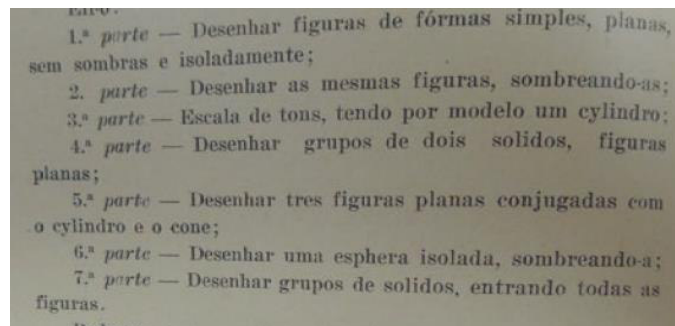 1.ª parte — Desenhar figuras de fórmas simples, planas,
sem sombras e isoladamente;
2. parte — Desenhar as mesmas figuras, sombreando-as;
3.ª parte — Escala de tons, tendo por modelo um cylindro;
4.ª parte — Desenhar grupos de dois solidos, figuras
planas;
5.ª parte — Desenhar tres figuras planas conjugadas com
o cylindro e o cone;
6.ª parte — Desenhar uma esphera isolada, sombreando-a;
7.ª parte — Desenhar grupos de solidos, entrando todas as
figuras.